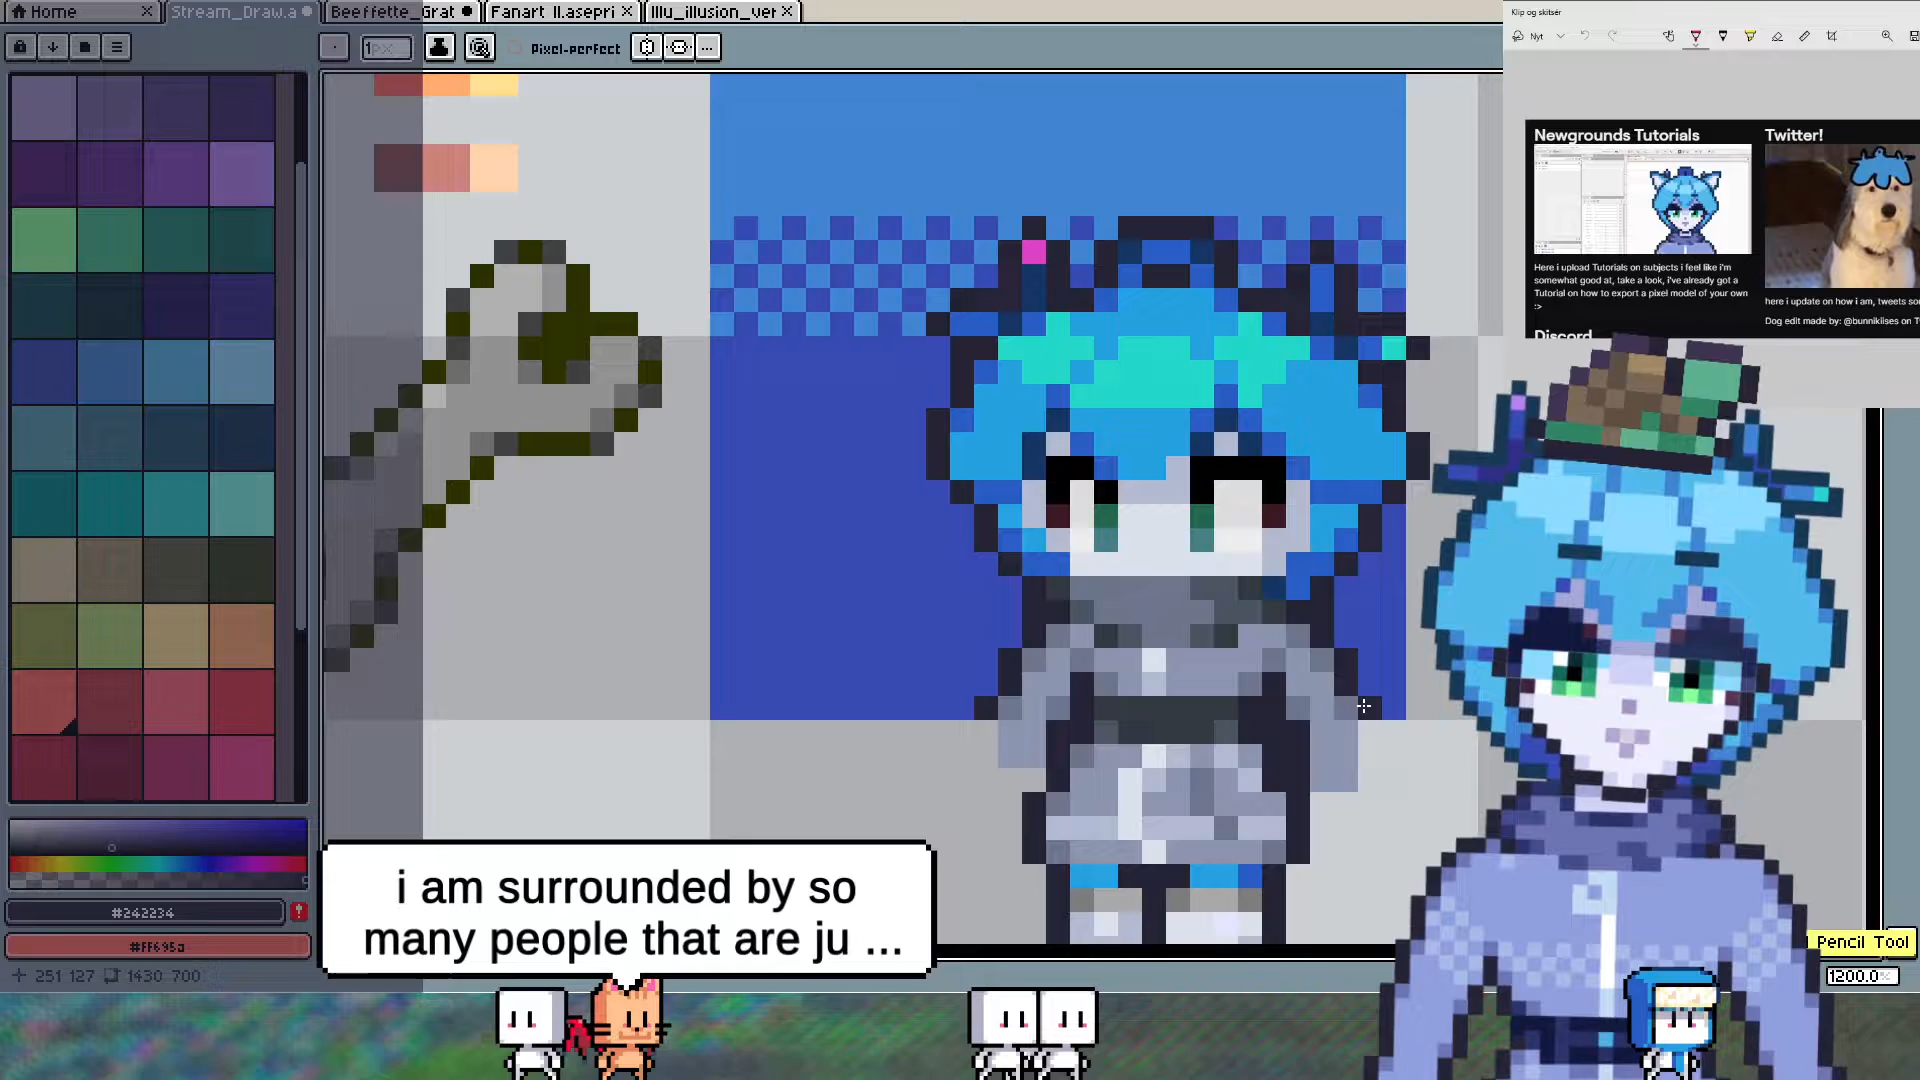 Home
Stream_Draw.a
Beeffette_Grat
Fanart II.asepri
Illu_illusion_ver
Klip og skitsér
Nyt
1px
Pixel-perfect
...
Newgrounds Tutorials
Twitter!
Here i upload Tutorials on subjects i feel like i'm
somewhat good at, take a look, i've already got a
Tutorial on how to export a pixel model of your own
:>
here i update on how i am, tweets so
Dog edit made by: @bunnikiises on T
Discord
i am surrounded by so
many people that are ju ...
#242234
#FF695a
251 127 1430 700
Pencil Tool
1200.0